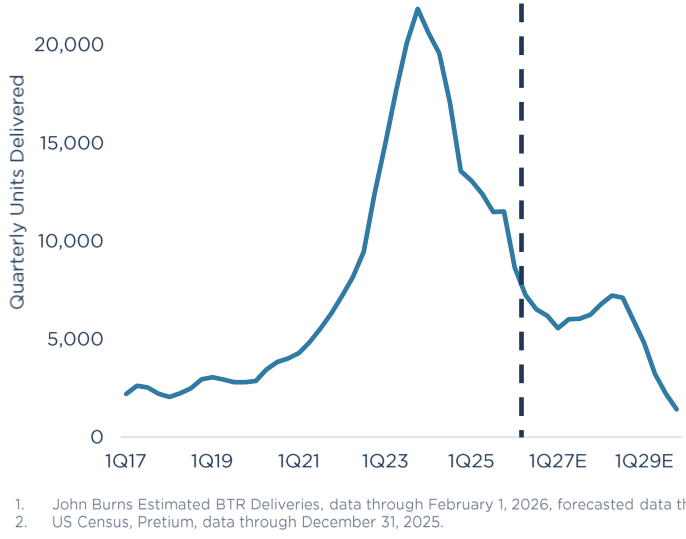 Quarterly Units Delivered
20,000
15,000
10,000
5,000
0
1Q17 1Q19 1Q21 1Q23 1Q25 1Q27E 1Q29E
1. John Burns Estimated BTR Deliveries, data through February 1, 2026, forecasted data
2. US Census, Pretium, data through December 31, 2025.